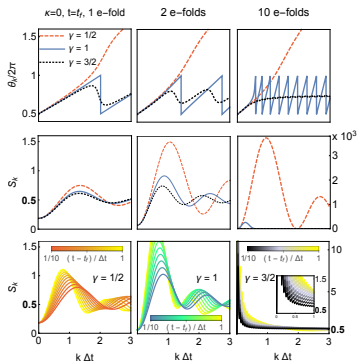 κ=0, t=t_f, 1 e-fold
2 e-folds
10 e-folds
θ_k/2π
1.5
1.0
0.5
γ = 1/2
γ = 1
γ = 3/2
S_k
1.5
1.0
0.5
× 10³
3
2
1
0
S_k
1.5
1.0
0.5
1/10 (t − t_f)/Δt 1
γ = 1/2
γ = 1
1/10 (t − t_f)/Δt 1
1/10 (t − t_f)/Δt 1
γ = 3/2
0.5
0 1
10
8
6
4
2
0.5
0 1 2 3
0 1 2 3
0 1 2 3
k Δt
k Δt
k Δt